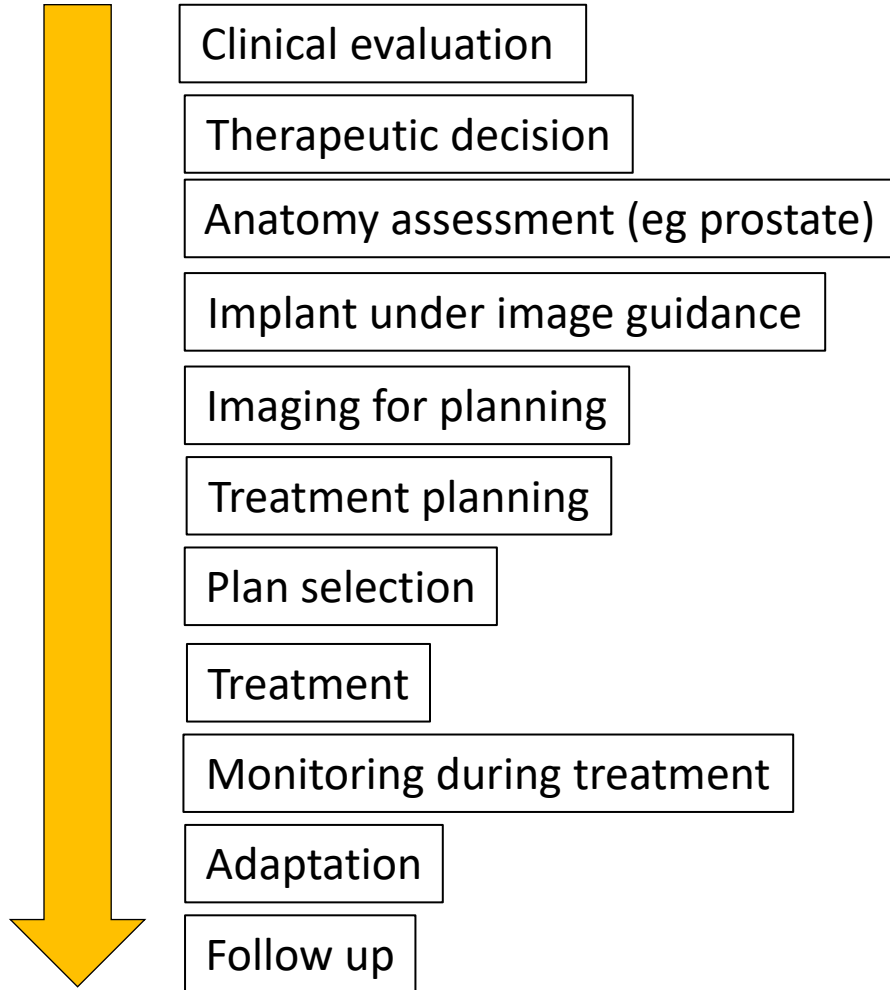 Clinical evaluation
Therapeutic decision
Anatomy assessment (eg prostate)
Implant under image guidance
Imaging for planning
Treatment planning
Plan selection
Treatment
Monitoring during treatment
Adaptation
Follow up